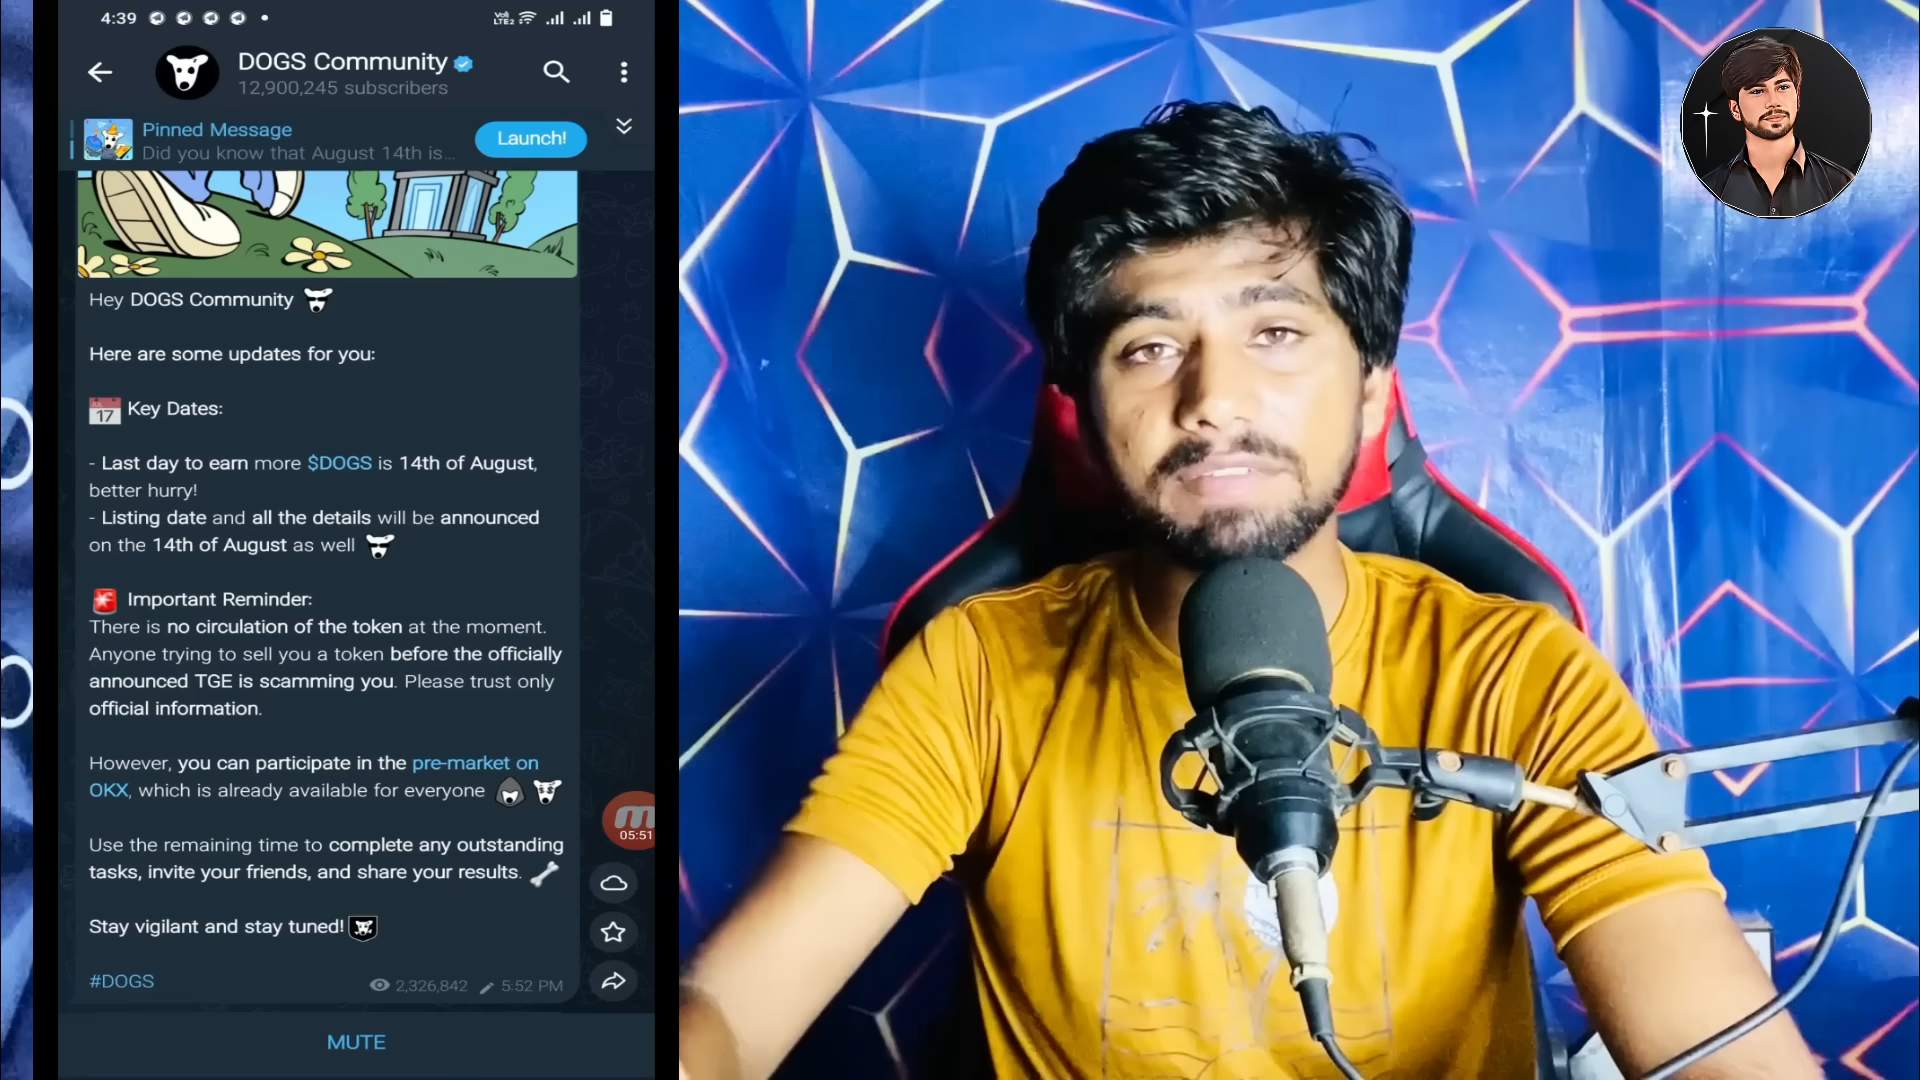 4:39
Vo) LTE2
DOGS Community
12,900,245 subscribers
Pinned Message
Did you know that August 14th is...
Launch!
Hey DOGS Community
Here are some updates for you:
JUL 17 Key Dates:
- Last day to earn more $DOGS is 14th of August,
better hurry!
- Listing date and all the details will be announced
on the 14th of August as well
Important Reminder:
There is no circulation of the token at the moment.
Anyone trying to sell you a token before the officially
announced TGE is scamming you. Please trust only
official information.
However, you can participate in the pre-market on
OKX, which is already available for everyone
05:51
Use the remaining time to complete any outstanding
tasks, invite your friends, and share your results.
Stay vigilant and stay tuned!
#DOGS
2,326,842 5:52 PM
MUTE